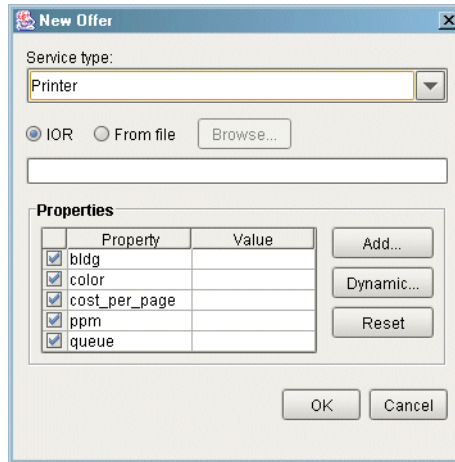 New Offer
Service type:
Printer
IOR From file Browse...
Properties
Property Value
bldg
color
cost_per_page
ppm
queue
Add...
Dynamic...
Reset
OK Cancel